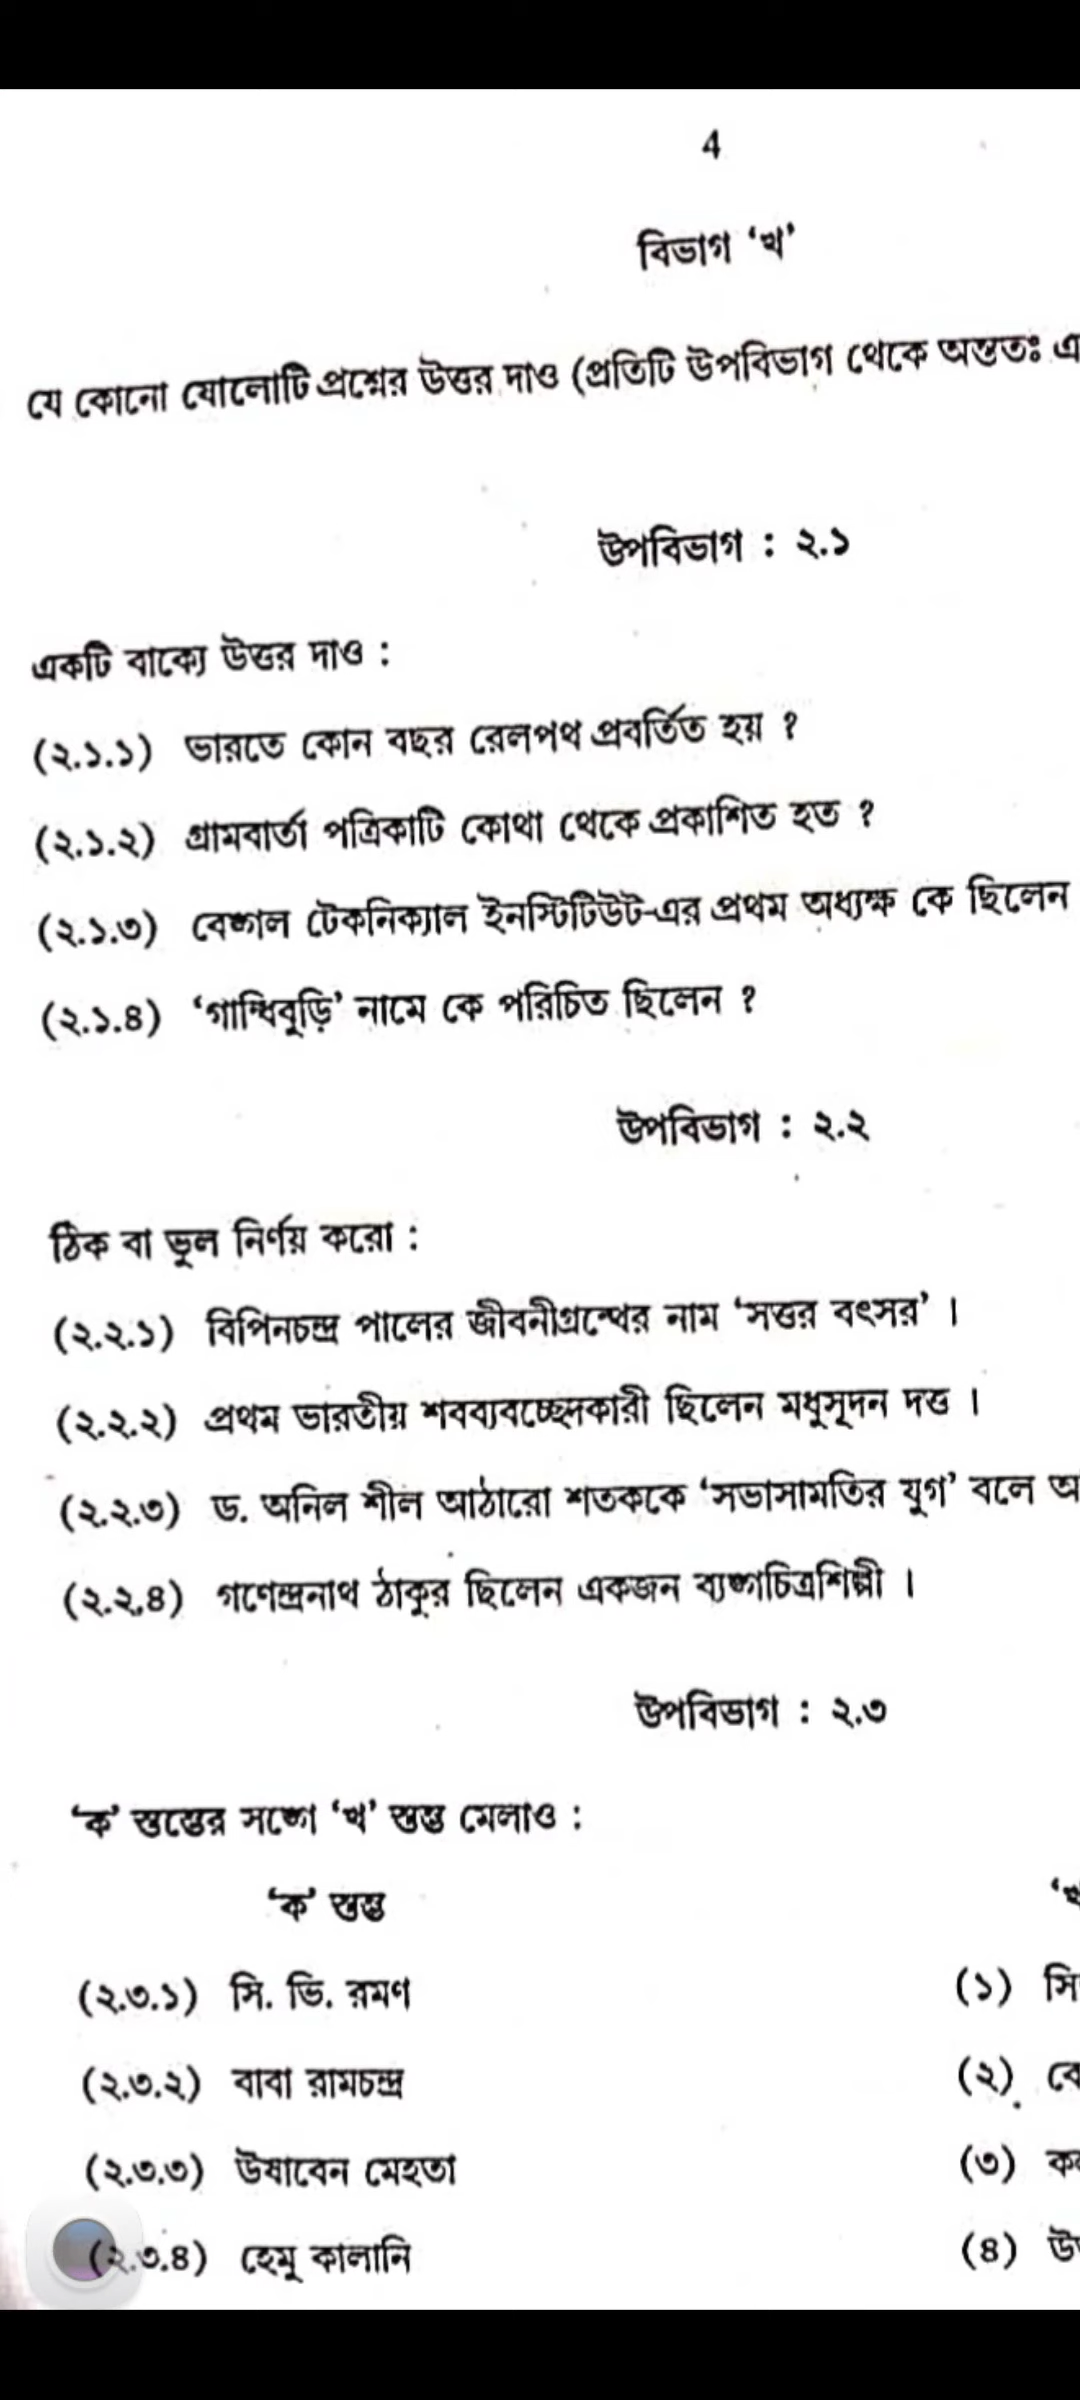 4
বিভাগ ‘খ’
যে কোনো ষোলোটি প্রশ্নের উত্তর দাও (প্রতিটি উপবিভাগ থেকে অন্ততঃ
উপবিভাগ : ২.১
একটি বাক্যে উত্তর দাও :
(২.১.১) ভারতে কোন বছর রেলপথ প্রবর্তিত হয় ?
(২.১.২) গ্রামবার্তা পত্রিকাটি কোথা থেকে প্রকাশিত হত ?
(২.১.৩) বেঙ্গল টেকনিক্যাল ইনস্টিটিউট-এর প্রথম অধ্যক্ষ কে ছিলেন
(২.১.৪) ‘গান্ধিবুড়ি’ নামে কে পরিচিত ছিলেন ?
উপবিভাগ : ২.২
ঠিক বা ভুল নির্ণয় করো :
(২.২.১) বিপিনচন্দ্র পালের জীবনীগ্রন্থের নাম ‘সত্তর বৎসর’ ।
(২.২.২) প্রথম ভারতীয় শবব্যবচ্ছেদকারী ছিলেন মধুসূদন দত্ত ।
(২.২.৩) ড. অনিল শীল আঠারো শতককে ‘সভাসামতির যুগ’ বলে
(২.২.৪) গণেন্দ্রনাথ ঠাকুর ছিলেন একজন ব্যঙ্গচিত্রশিল্পী ।
উপবিভাগ : ২.৩
‘ক’ স্তম্ভের সঙ্গে ‘খ’ স্তম্ভ মেলাও :
‘ক’ স্তম্ভ
(২.৩.১) সি. ভি. রমণ (১)
(২.৩.২) বাবা রামচন্দ্র (২)
(২.৩.৩) উষাবেন মেহতা (৩)
(২.৩.৪) হেমু কালানি (৪)